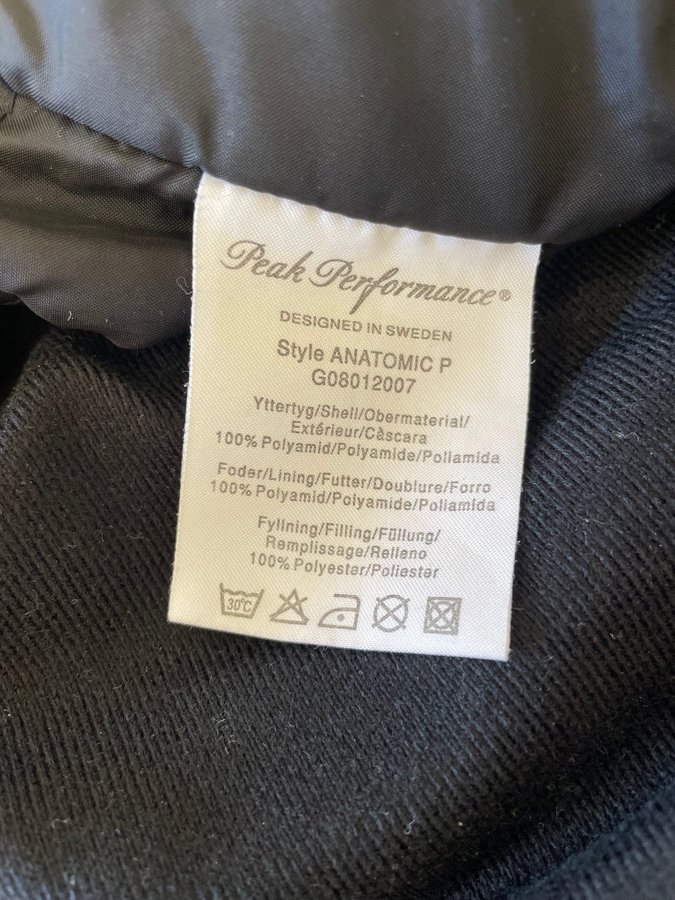 Peak Performance®
DESIGNED IN SWEDEN
Style ANATOMIC P
G08012007
Yttertyg/Shell/Obermaterial/
Extérieur/Càscara
100% Polyamid/Polyamide/Poliamida
Foder/Lining/Futter/Doublure/Forro
100% Polyamid/Polyamide/Poliamida
Fyllning/Filling/Füllung/
Remplissage/Relleno
100% Polyester/Poliester
30°C